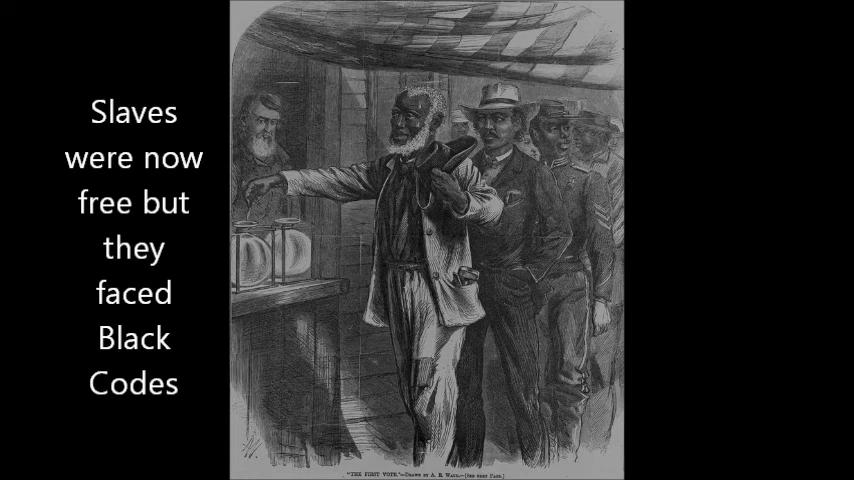 Slaves
were now
free but
they
faced
Black
Codes
"THE FIRST VOTE."—Drawn by A. R. Waud.—[See next Page.]